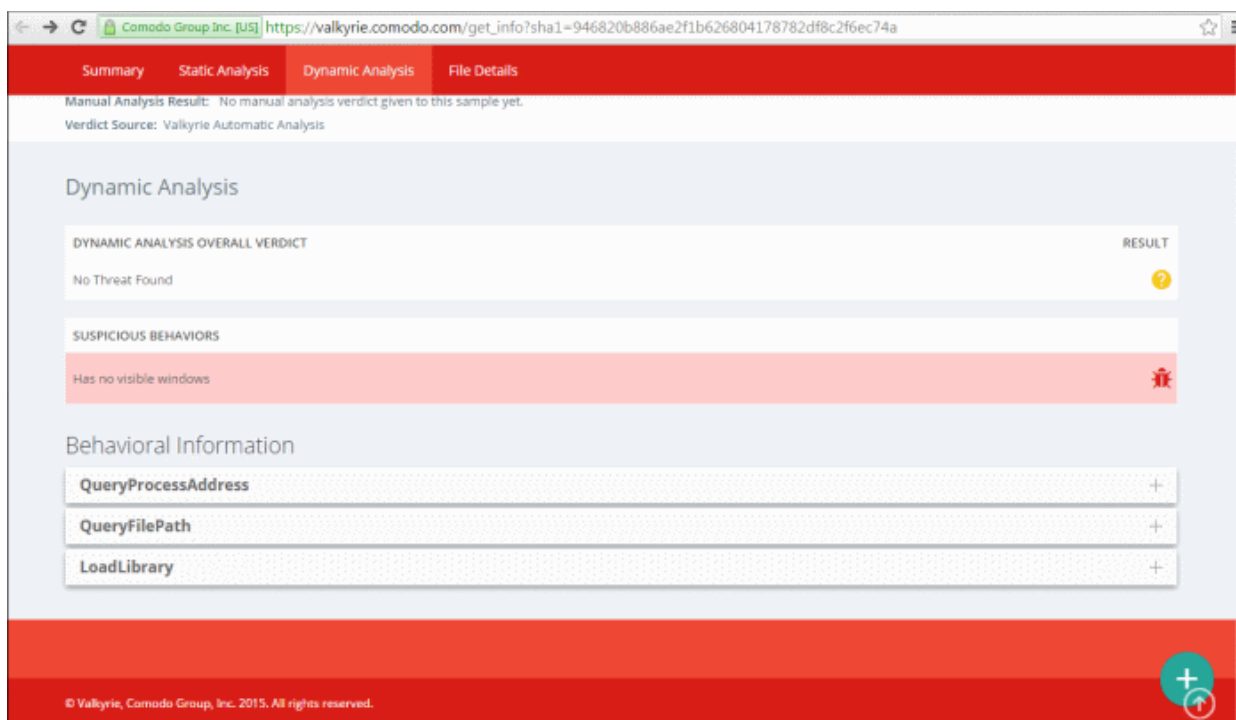 Comodo Group Inc. [US] https://valkyrie.comodo.com/get_info?sha1=946820b886ae2f1b626804178782df8c2f6ec74a
Summary Static Analysis Dynamic Analysis File Details
Manual Analysis Result: No manual analysis verdict given to this sample yet.
Verdict Source: Valkyrie Automatic Analysis
Dynamic Analysis
DYNAMIC ANALYSIS OVERALL VERDICT RESULT
No Threat Found ?
SUSPICIOUS BEHAVIORS
Has no visible windows
Behavioral Information
QueryProcessAddress +
QueryFilePath +
LoadLibrary +
+
© Valkyrie, Comodo Group, Inc. 2015. All rights reserved.